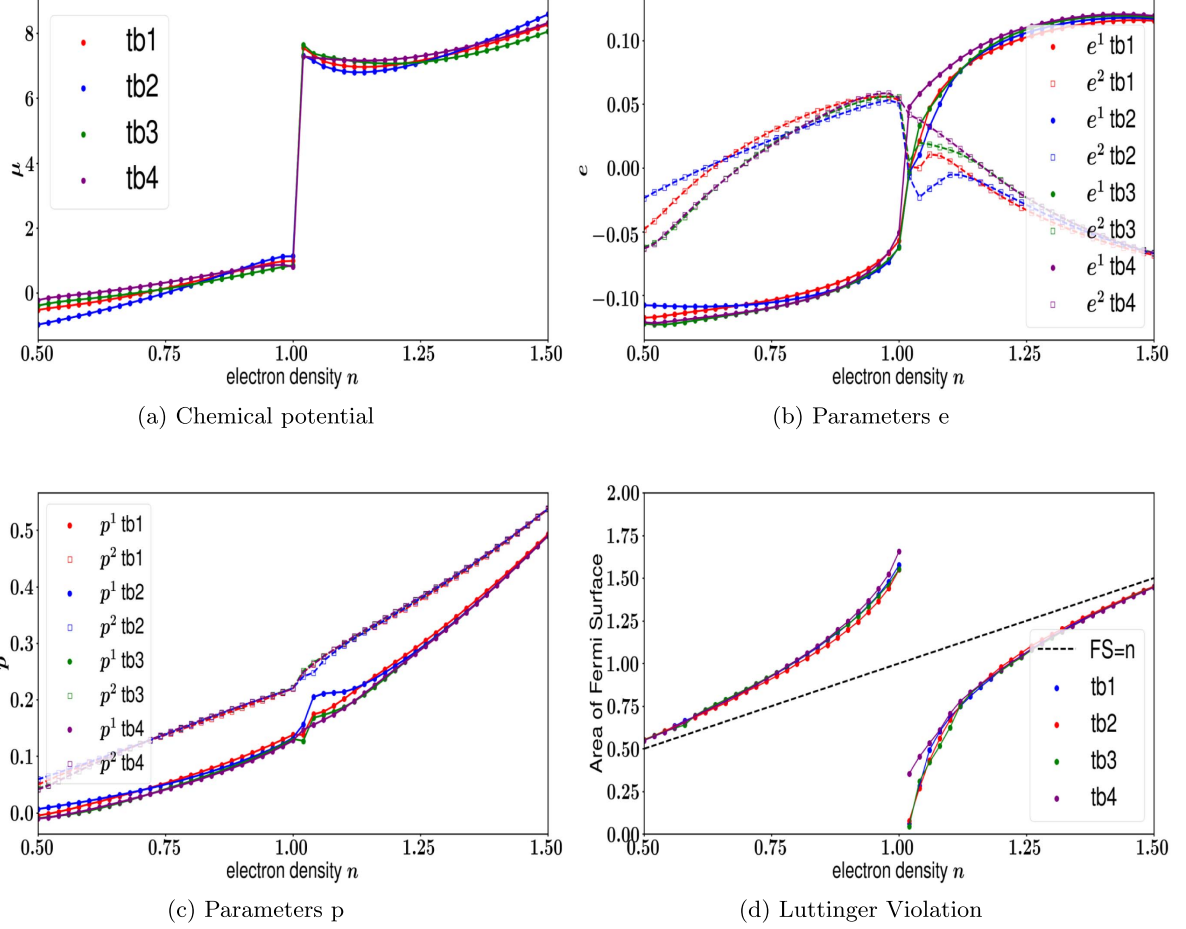 8
6
4
2
0
μ
tb1
tb2
tb3
tb4
0.50 0.75 1.00 1.25 1.50
electron density n
(a) Chemical potential
0.10
0.05
0.00
−0.05
−0.10
e
e¹ tb1
e² tb1
e¹ tb2
e² tb2
e¹ tb3
e² tb3
e¹ tb4
e² tb4
0.50 0.75 1.00 1.25 1.50
electron density n
(b) Parameters e
0.5
0.4
0.3
0.2
0.1
0.0
p
p¹ tb1
p² tb1
p¹ tb2
p² tb2
p¹ tb3
p² tb3
p¹ tb4
p² tb4
0.50 0.75 1.00 1.25 1.50
electron density n
(c) Parameters p
2.00
1.75
1.50
1.25
1.00
0.75
0.50
0.25
0.00
Area of Fermi Surface
FS=n
tb1
tb2
tb3
tb4
0.50 0.75 1.00 1.25 1.50
electron density n
(d) Luttinger Violation